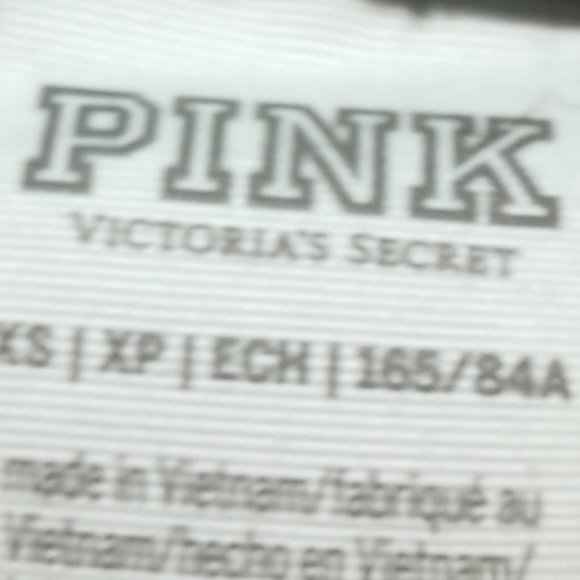 PINK
VICTORIA'S SECRET
XS | XP | ECH | 165/84A
made in Vietnam/fabriqué au
Vietnam/hecho en Vietnam/